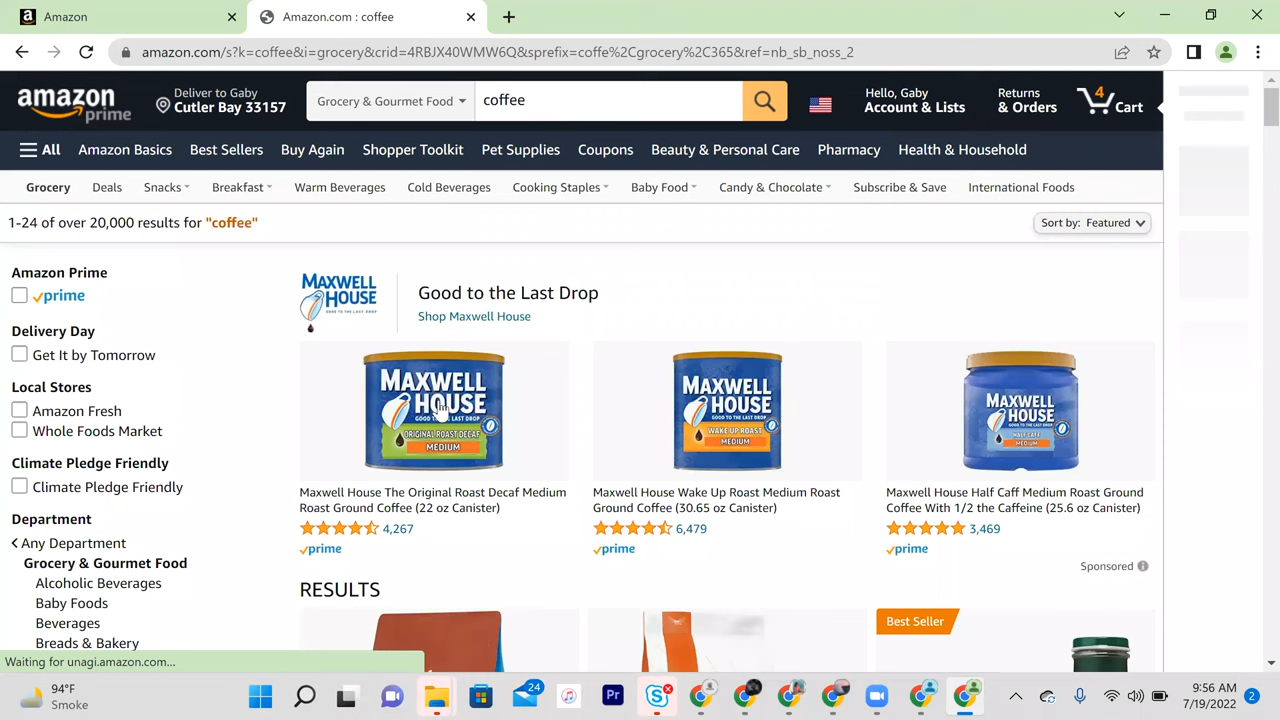 Amazon
Amazon.com : coffee
amazon.com/s?k=coffee&i=grocery&crid=4RBJX40WMW6Q&sprefix=coffe%2Cgrocery%2C365&ref=nb_sb_noss_2
amazon prime
Deliver to Gaby
Cutler Bay 33157
Grocery & Gourmet Food
coffee
Hello, Gaby
Account & Lists
Returns
& Orders
4
Cart
All Amazon Basics Best Sellers Buy Again Shopper Toolkit Pet Supplies Coupons Beauty & Personal Care Pharmacy Health & Household
Grocery Deals Snacks Breakfast Warm Beverages Cold Beverages Cooking Staples Baby Food Candy & Chocolate Subscribe & Save International Foods
1-24 of over 20,000 results for "coffee"
Sort by: Featured
Amazon Prime
prime
Delivery Day
Get It by Tomorrow
Local Stores
Amazon Fresh
Whole Foods Market
Climate Pledge Friendly
Climate Pledge Friendly
Department
Any Department
Grocery & Gourmet Food
Alcoholic Beverages
Baby Foods
Beverages
Breads & Bakery
MAXWELL
HOUSE
GOOD TO THE LAST DROP
Good to the Last Drop
Shop Maxwell House
MAXWELL
HOUSE
ORIGINAL ROAST DECAF
MEDIUM
MAXWELL
HOUSE
GOOD TO THE LAST DROP
WAKE UP ROAST
MEDIUM
MAXWELL
HOUSE
GOOD TO THE LAST DROP
HALF CAFF
MEDIUM
Maxwell House The Original Roast Decaf Medium
Roast Ground Coffee (22 oz Canister)
4,267
prime
Maxwell House Wake Up Roast Medium Roast
Ground Coffee (30.65 oz Canister)
6,479
prime
Maxwell House Half Caff Medium Roast Ground
Coffee With 1/2 the Caffeine (25.6 oz Canister)
3,469
prime
Sponsored
RESULTS
Best Seller
Waiting for unagi.amazon.com...
94°F
Smoke
24
Pr
9:56 AM
7/19/2022
2